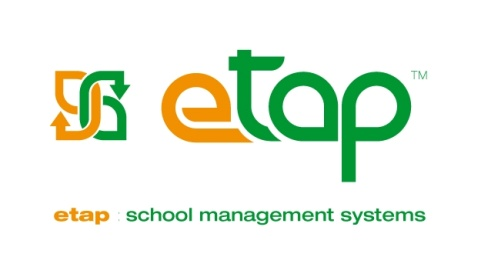 etap™
etap : school management systems